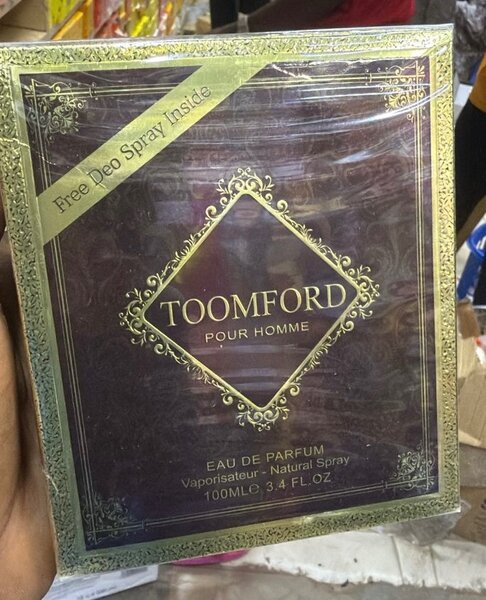 Free Deo Spray Inside
TOOMFORD
POUR HOMME
EAU DE PARFUM
Vaporisateur - Natural Spray
100ML℮ 3.4 FL.OZ